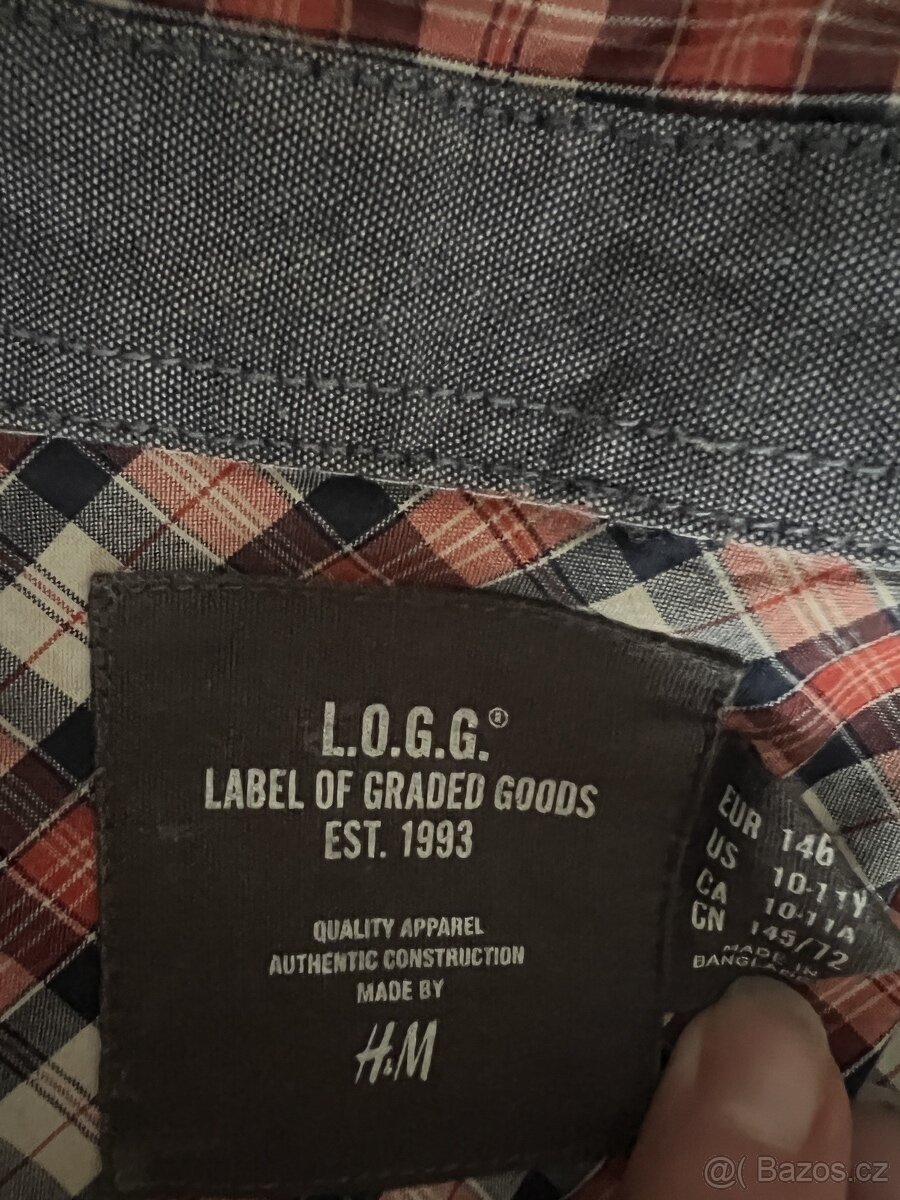 L.O.G.G.®
LABEL OF GRADED GOODS
EST. 1993
QUALITY APPAREL
AUTHENTIC CONSTRUCTION
MADE BY
H&M
EUR 146
US 10-11Y
CA 10-11A
CN 145/72
MADE IN
@( Bazos.cz